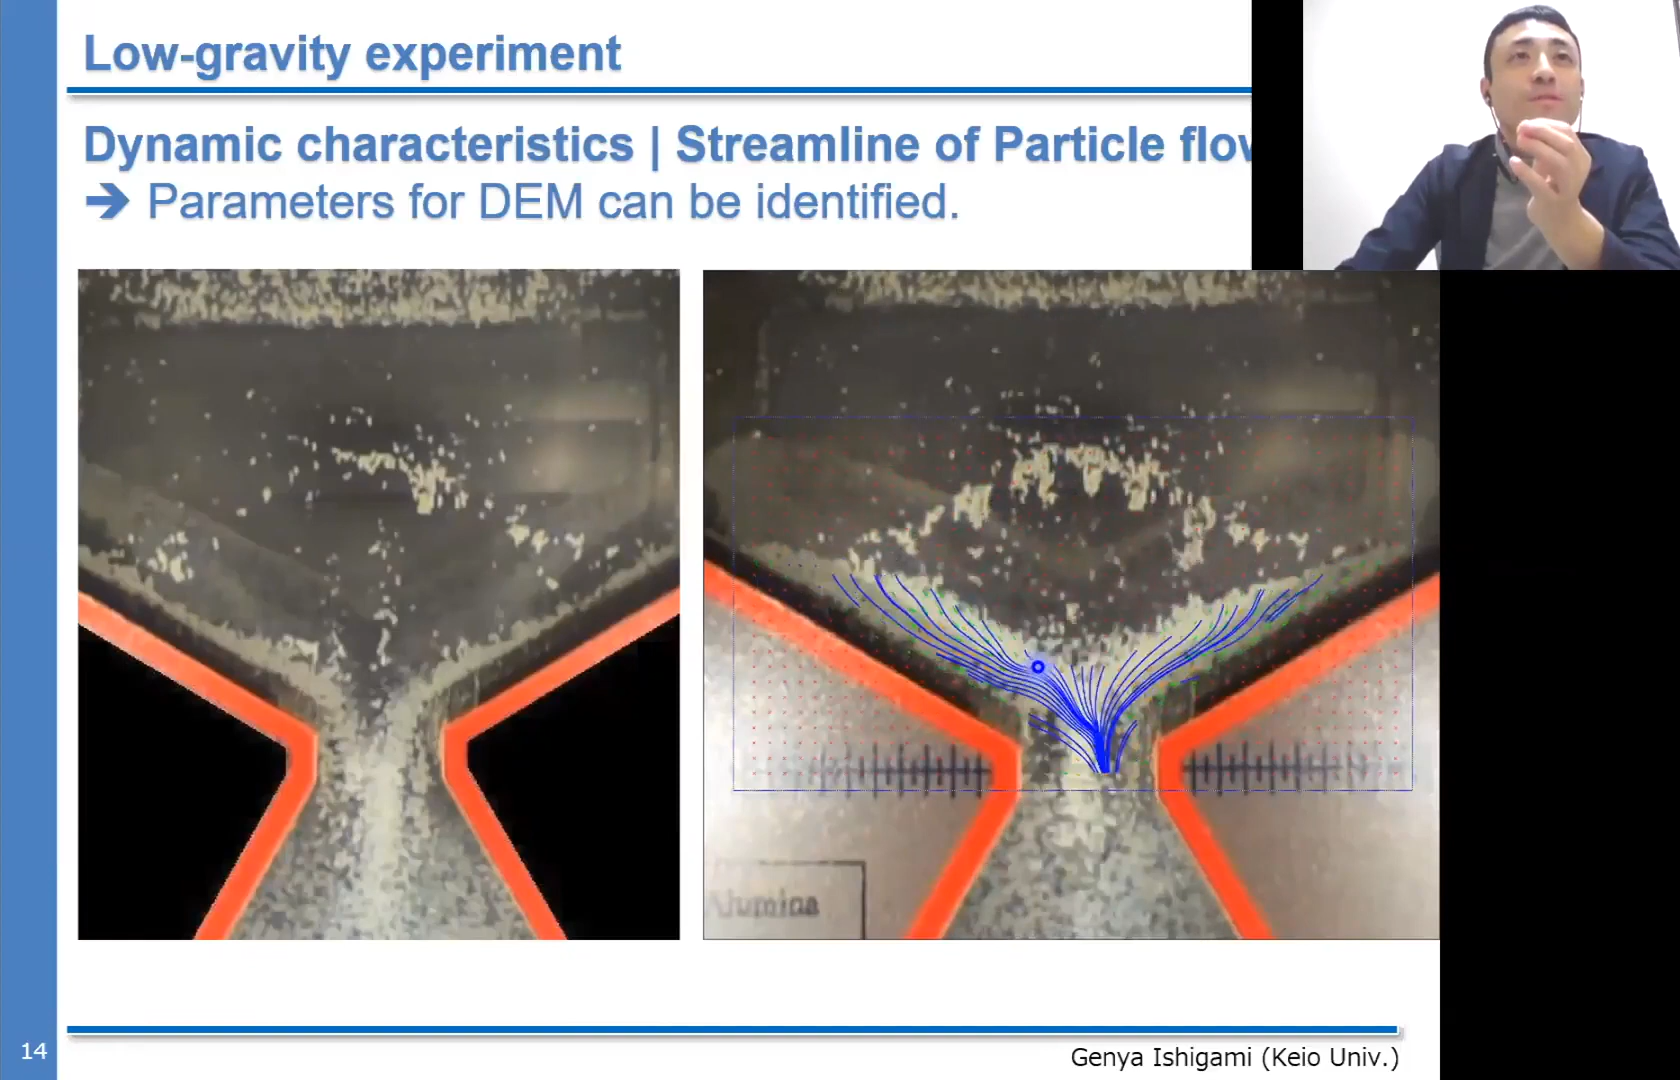 Low-gravity experiment
Dynamic characteristics | Streamline of Particle flow
➔ Parameters for DEM can be identified.
Alumina
14
Genya Ishigami (Keio Univ.)